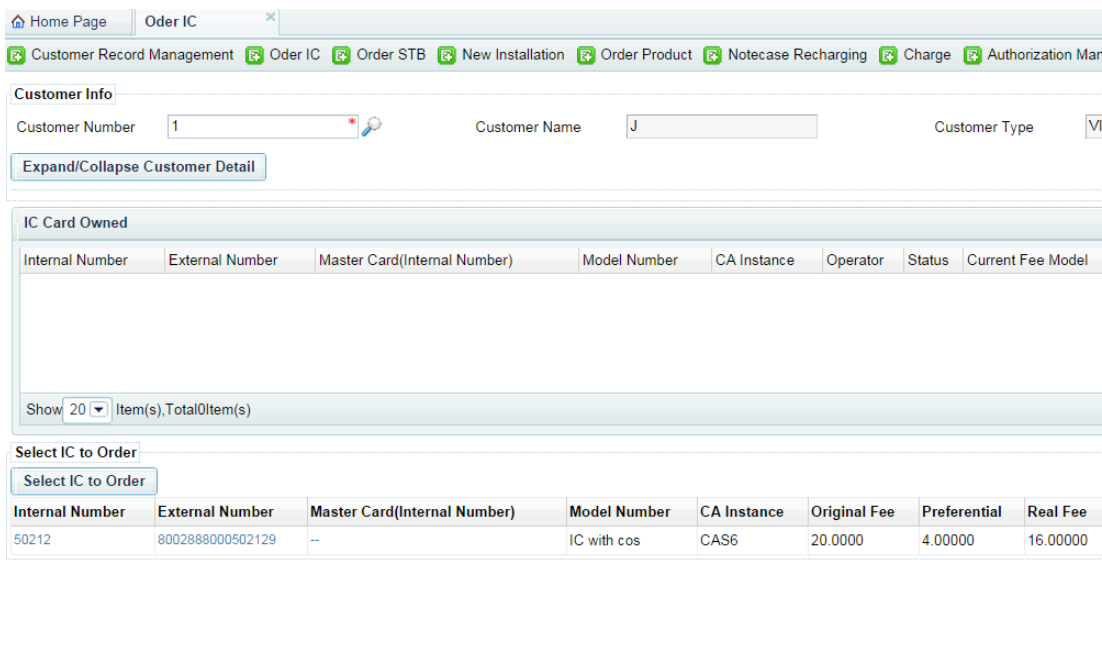 Home Page Oder IC
Customer Record Management Oder IC Order STB New Installation Order Product Notecase Recharging Charge Authorization Man
Customer Info
Customer Number 1 * Customer Name J Customer Type VI
Expand/Collapse Customer Detail
IC Card Owned
Internal Number External Number Master Card(Internal Number) Model Number CA Instance Operator Status Current Fee Model
Show 20 Item(s),Total0Item(s)
Select IC to Order
Select IC to Order
Internal Number External Number Master Card(Internal Number) Model Number CA Instance Original Fee Preferential Real Fee
50212 8002888000502129 -- IC with cos CAS6 20.0000 4.00000 16.00000